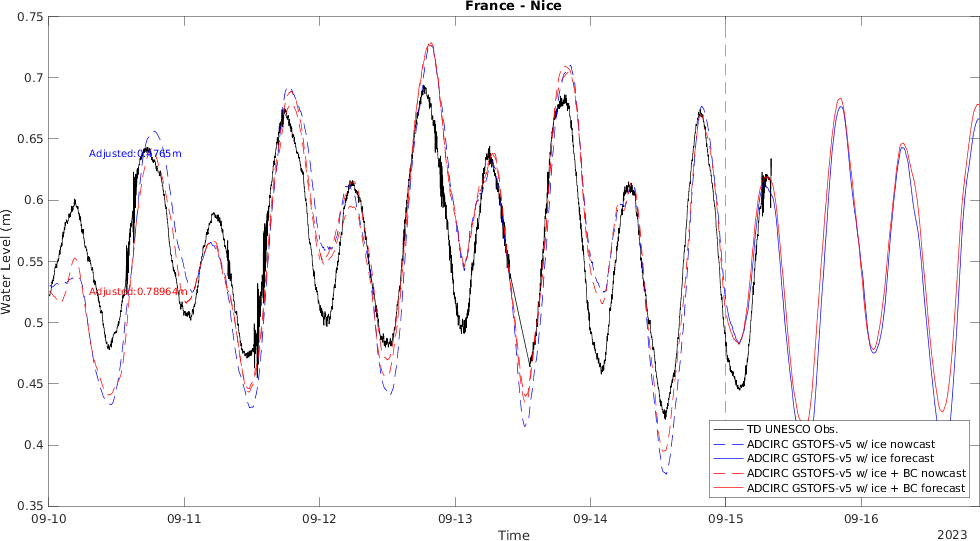 France - Nice
0.75
0.7
0.65
0.6
0.55
0.5
0.45
0.4
0.35
Water Level (m)
Adjusted:0.78964m
TD UNESCO Obs.
ADCIRC GSTOFS-v5 w/ ice nowcast
ADCIRC GSTOFS-v5 w/ ice forecast
ADCIRC GSTOFS-v5 w/ ice + BC nowcast
ADCIRC GSTOFS-v5 w/ ice + BC forecast
09-10 09-11 09-12 09-13 09-14 09-15 09-16
Time
2023